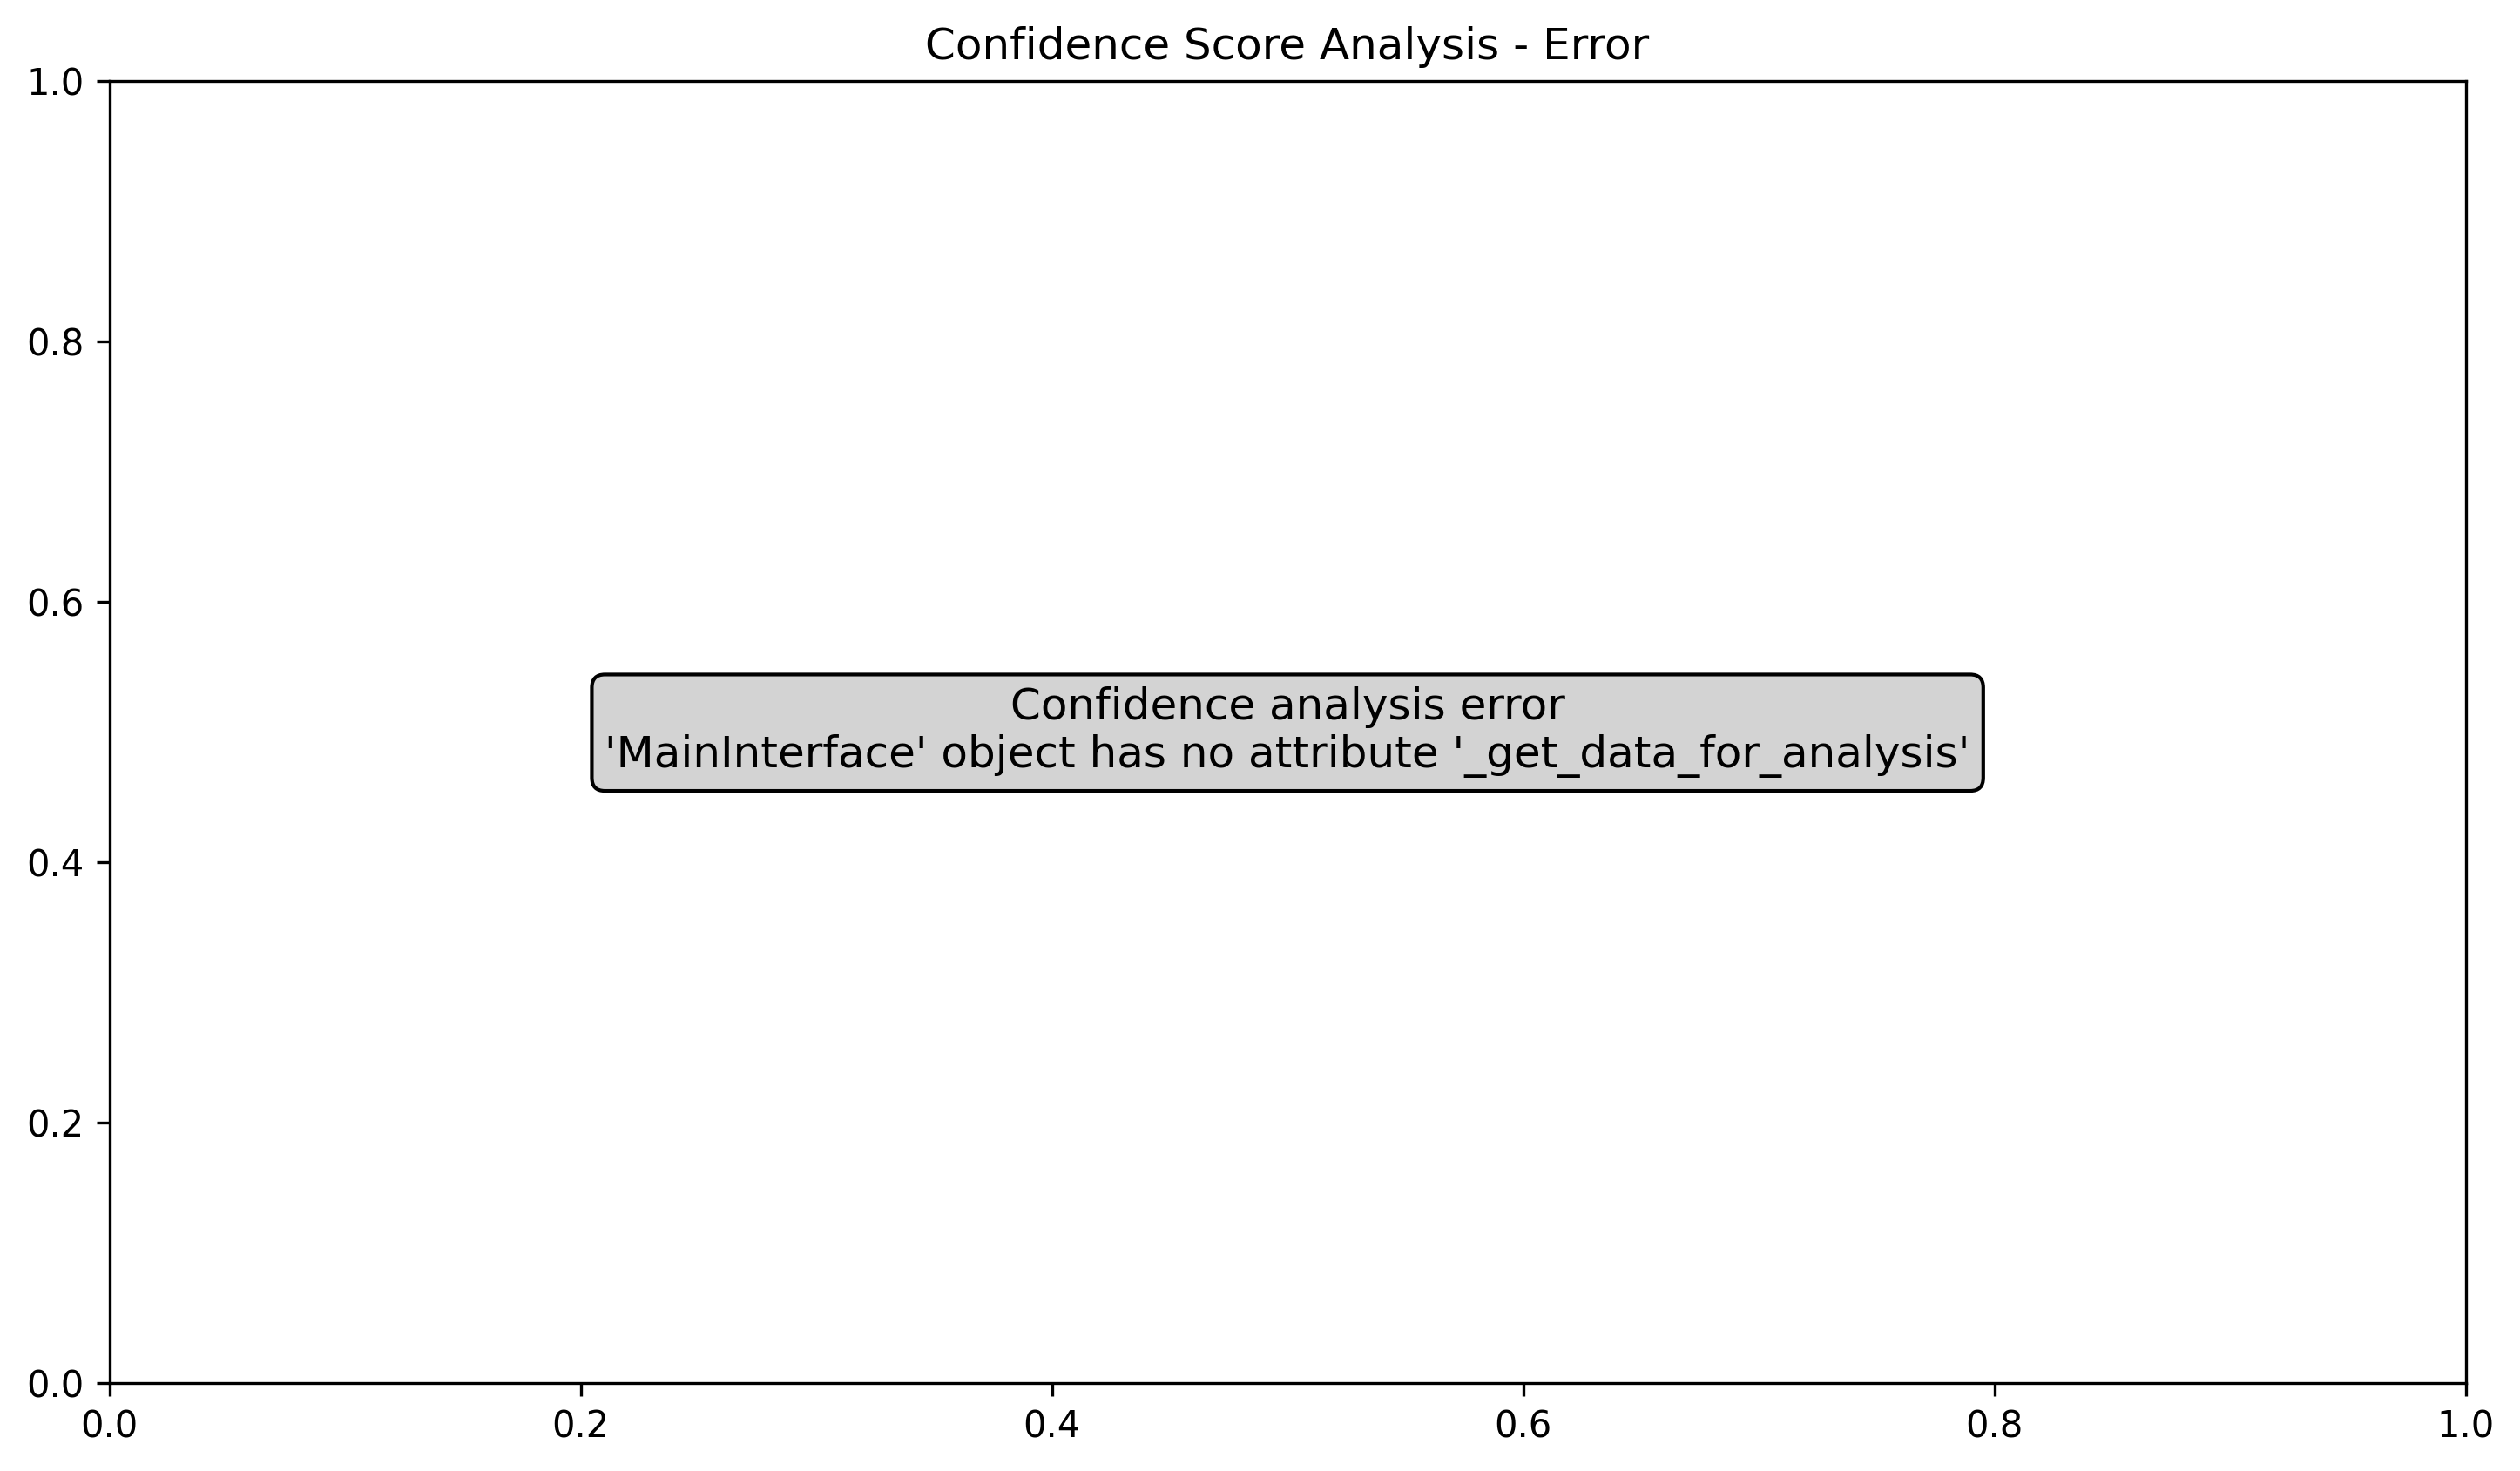 Confidence Score Analysis - Error
1.0
0.8
0.6
Confidence analysis error
'MainInterface' object has no attribute '_get_data_for_analysis'
0.4
0.2
0.0
0.0 0.2 0.4 0.6 0.8 1.0